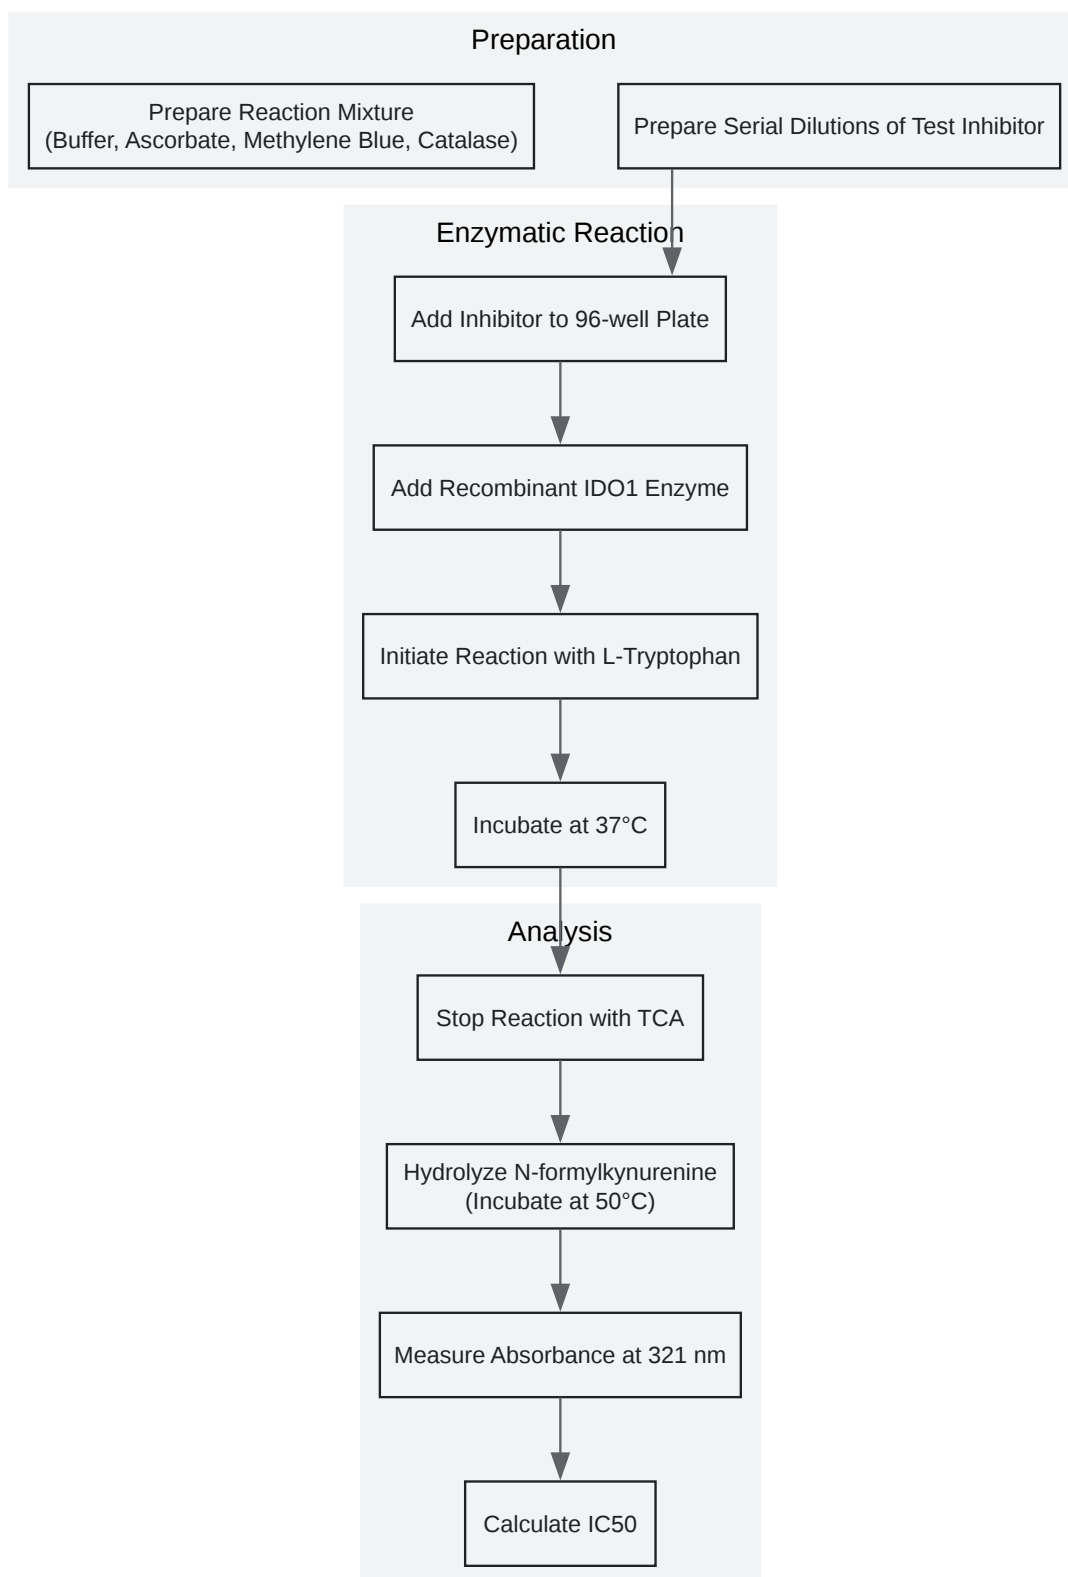 Preparation
Prepare Reaction Mixture
(Buffer, Ascorbate, Methylene Blue, Catalase)
Prepare Serial Dilutions of Test Inhibitor
Enzymatic Reaction
Add Inhibitor to 96-well Plate
Add Recombinant IDO1 Enzyme
Initiate Reaction with L-Tryptophan
Incubate at 37°C
Analysis
Stop Reaction with TCA
Hydrolyze N-formylkynurenine
(Incubate at 50°C)
Measure Absorbance at 321 nm
Calculate IC50